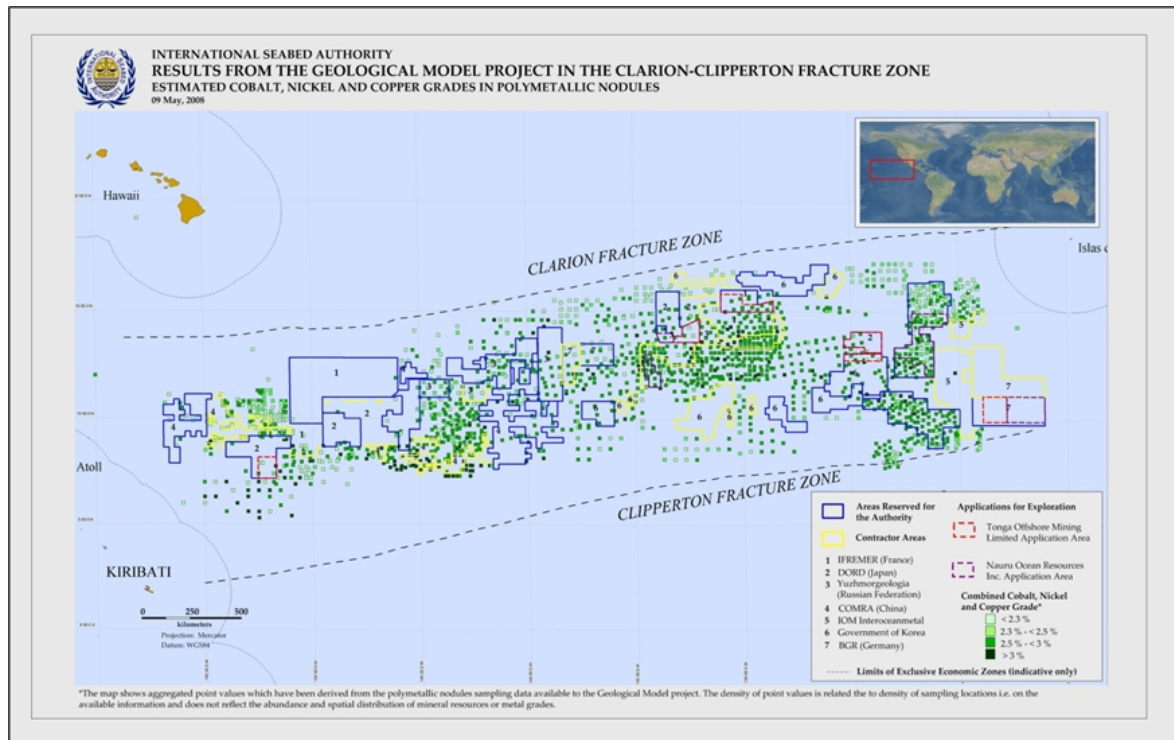 INTERNATIONAL SEABED AUTHORITY
RESULTS FROM THE GEOLOGICAL MODEL PROJECT IN THE CLARION-CLIPPERTON FRACTURE ZONE
ESTIMATED COBALT, NICKEL AND COPPER GRADES IN POLYMETALLIC NODULES
09 May, 2008
INTERNATIONAL SEABED AUTHORITY
Hawaii
CLARION FRACTURE ZONE
Islas
Atoll
CLIPPERTON FRACTURE ZONE
KIRIBATI
0 250 500
kilometers
Projection: Mercator
Datum: WGS84
Areas Reserved for
the Authority
Contractor Areas
1 IFREMER (France)
2 DORD (Japan)
3 Yuzhmorgeologia
(Russian Federation)
4 COMRA (China)
5 IOM Interoceanmetal
6 Government of Korea
7 BGR (Germany)
Applications for Exploration
Tonga Offshore Mining
Limited Application Area
Nauru Ocean Resources
Inc. Application Area
Combined Cobalt, Nickel
and Copper Grade*
< 2.3 %
2.3 % - < 2.5 %
2.5 % - < 3 %
> 3 %
Limits of Exclusive Economic Zones (indicative only)
*The map shows aggregated point values which have been derived from the polymetallic nodules sampling data available to the Geological Model project. The density of point values is related the to density of sampling locations i.e. on the
available information and does not reflect the abundance and spatial distribution of mineral resources or metal grades.